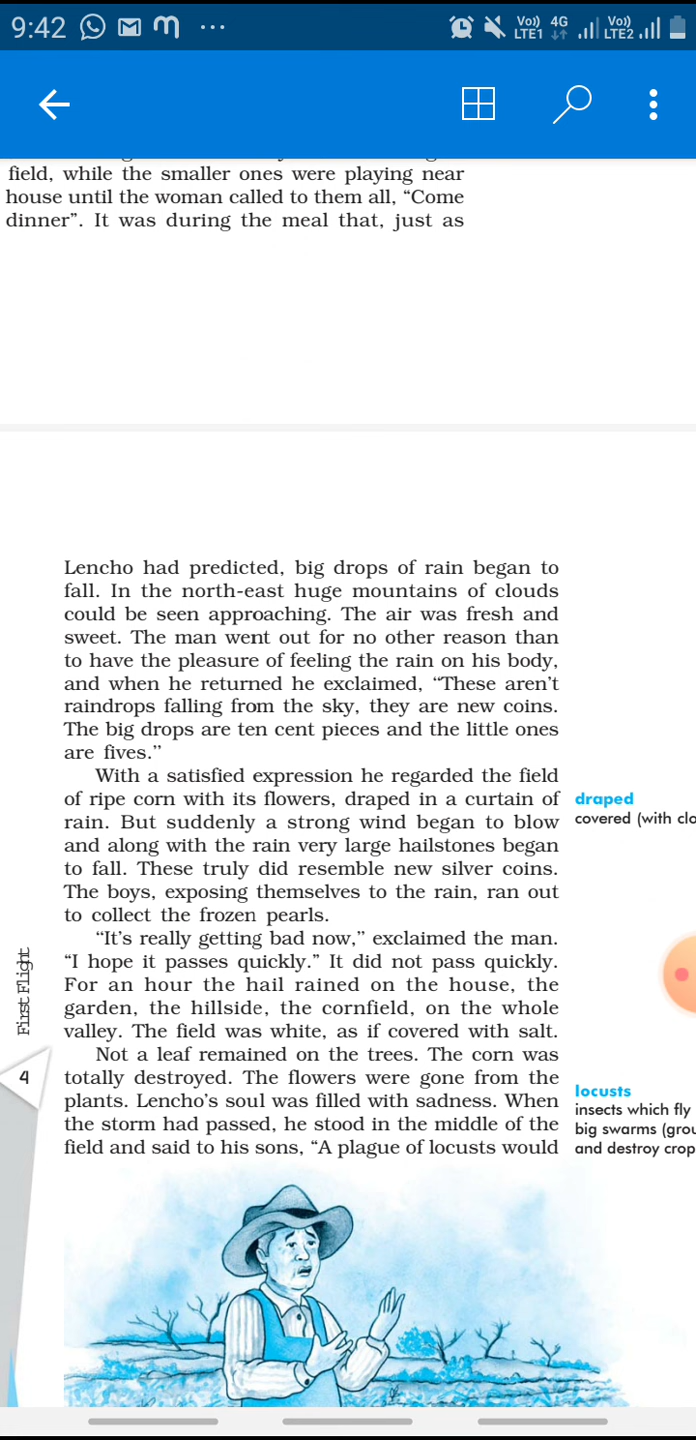 9:42
Vo)) LTE1 4G Vo)) LTE2
field, while the smaller ones were playing near
house until the woman called to them all, “Come
dinner”. It was during the meal that, just as
Lencho had predicted, big drops of rain began to
fall. In the north-east huge mountains of clouds
could be seen approaching. The air was fresh and
sweet. The man went out for no other reason than
to have the pleasure of feeling the rain on his body,
and when he returned he exclaimed, “These aren’t
raindrops falling from the sky, they are new coins.
The big drops are ten cent pieces and the little ones
are fives.”
With a satisfied expression he regarded the field
of ripe corn with its flowers, draped in a curtain of
rain. But suddenly a strong wind began to blow
and along with the rain very large hailstones began
to fall. These truly did resemble new silver coins.
The boys, exposing themselves to the rain, ran out
to collect the frozen pearls.
“It’s really getting bad now,” exclaimed the man.
“I hope it passes quickly.” It did not pass quickly.
For an hour the hail rained on the house, the
garden, the hillside, the cornfield, on the whole
valley. The field was white, as if covered with salt.
Not a leaf remained on the trees. The corn was
totally destroyed. The flowers were gone from the
plants. Lencho’s soul was filled with sadness. When
the storm had passed, he stood in the middle of the
field and said to his sons, “A plague of locusts would
draped
covered (with clo
locusts
insects which fly
big swarms (grou
and destroy crop
First Flight
4